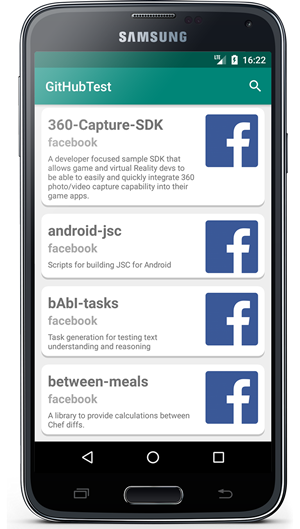 SAMSUNG
LTE 16:22
GitHubTest
360-Capture-SDK
facebook
A developer focused sample SDK that
allows game and virtual Reality devs to
be able to easily and quickly integrate 360
photo/video capture capability into their
game apps.
android-jsc
facebook
Scripts for building JSC for Android
bAbI-tasks
facebook
Task generation for testing text
understanding and reasoning
between-meals
facebook
A library to provide calculations between
Chef diffs.